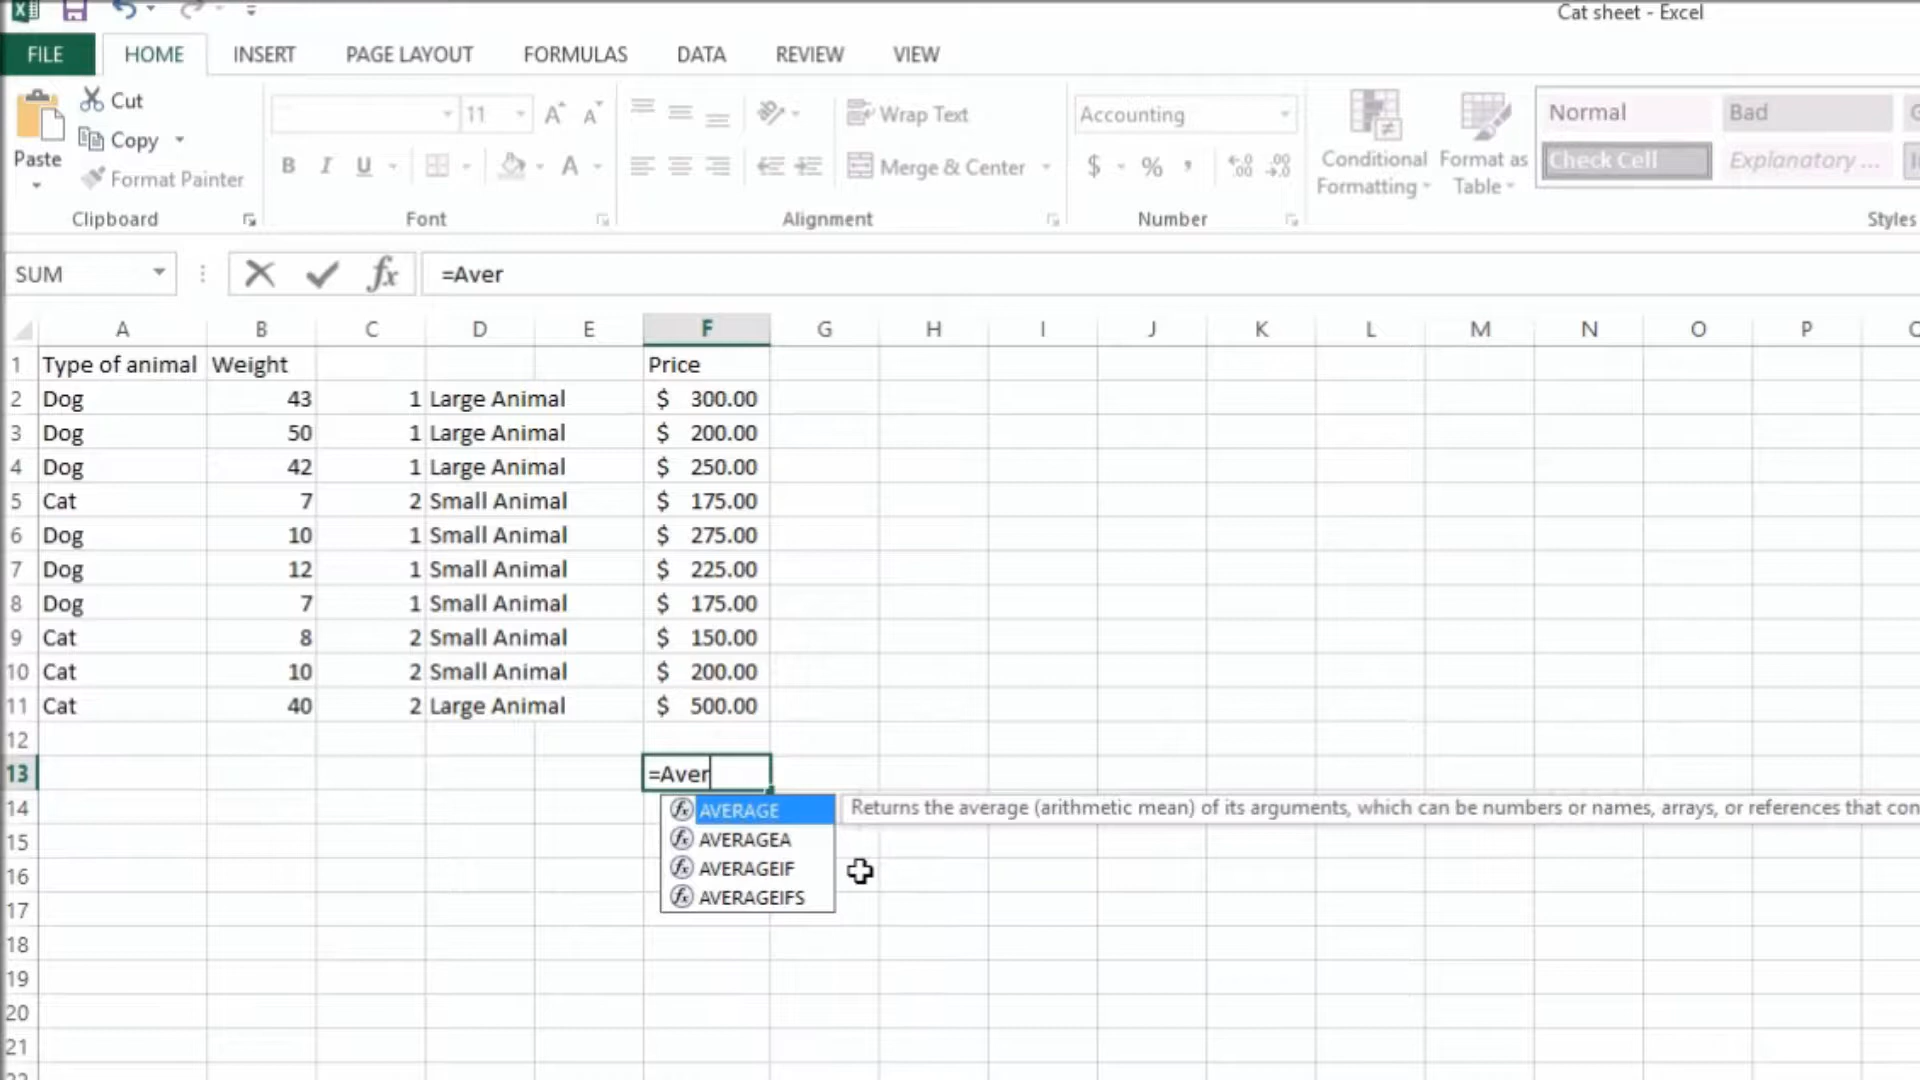 Cat sheet - Excel
FILE HOME INSERT PAGE LAYOUT FORMULAS DATA REVIEW VIEW
Paste
Cut
Copy
Format Painter
Clipboard
11
B I U A
Font
Wrap Text
Merge & Center
Alignment
Accounting
$ % ,
Number
Conditional Formatting
Format as Table
Normal Bad
Check Cell Explanatory ...
Styles
SUM fx =Aver
A B C D E F G H I J K L M N O P
1 Type of animal Weight Price
2 Dog 43 1 Large Animal $ 300.00
3 Dog 50 1 Large Animal $ 200.00
4 Dog 42 1 Large Animal $ 250.00
5 Cat 7 2 Small Animal $ 175.00
6 Dog 10 1 Small Animal $ 275.00
7 Dog 12 1 Small Animal $ 225.00
8 Dog 7 1 Small Animal $ 175.00
9 Cat 8 2 Small Animal $ 150.00
10 Cat 10 2 Small Animal $ 200.00
11 Cat 40 2 Large Animal $ 500.00
12
13 =Aver
14 AVERAGE Returns the average (arithmetic mean) of its arguments, which can be numbers or names, arrays, or references that con
15 AVERAGEA
16 AVERAGEIF
17 AVERAGEIFS
18
19
20
21